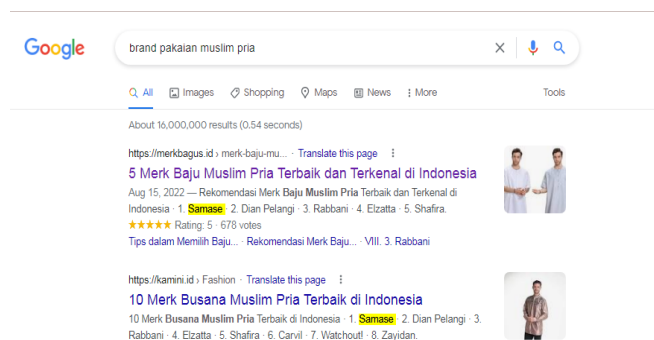 Google
brand pakaian muslim pria
All Images Shopping Maps News More Tools
About 16,000,000 results (0.54 seconds)
https://merkbagus.id › merk-baju-mu... · Translate this page
5 Merk Baju Muslim Pria Terbaik dan Terkenal di Indonesia
Aug 15, 2022 — Rekomendasi Merk Baju Muslim Pria Terbaik dan Terkenal di
Indonesia · 1. Samase · 2. Dian Pelangi · 3. Rabbani · 4. Elzatta · 5. Shafira.
★★★★★ Rating: 5 · 678 votes
Tips dalam Memilih Baju... · Rekomendasi Merk Baju... · VIII. 3. Rabbani
https://kamini.id › Fashion · Translate this page
10 Merk Busana Muslim Pria Terbaik di Indonesia
10 Merk Busana Muslim Pria Terbaik di Indonesia · 1. Samase · 2. Dian Pelangi · 3.
Rabbani · 4. Elzatta · 5. Shafira · 6. Carvil · 7. Watchout! · 8. Zayidan.